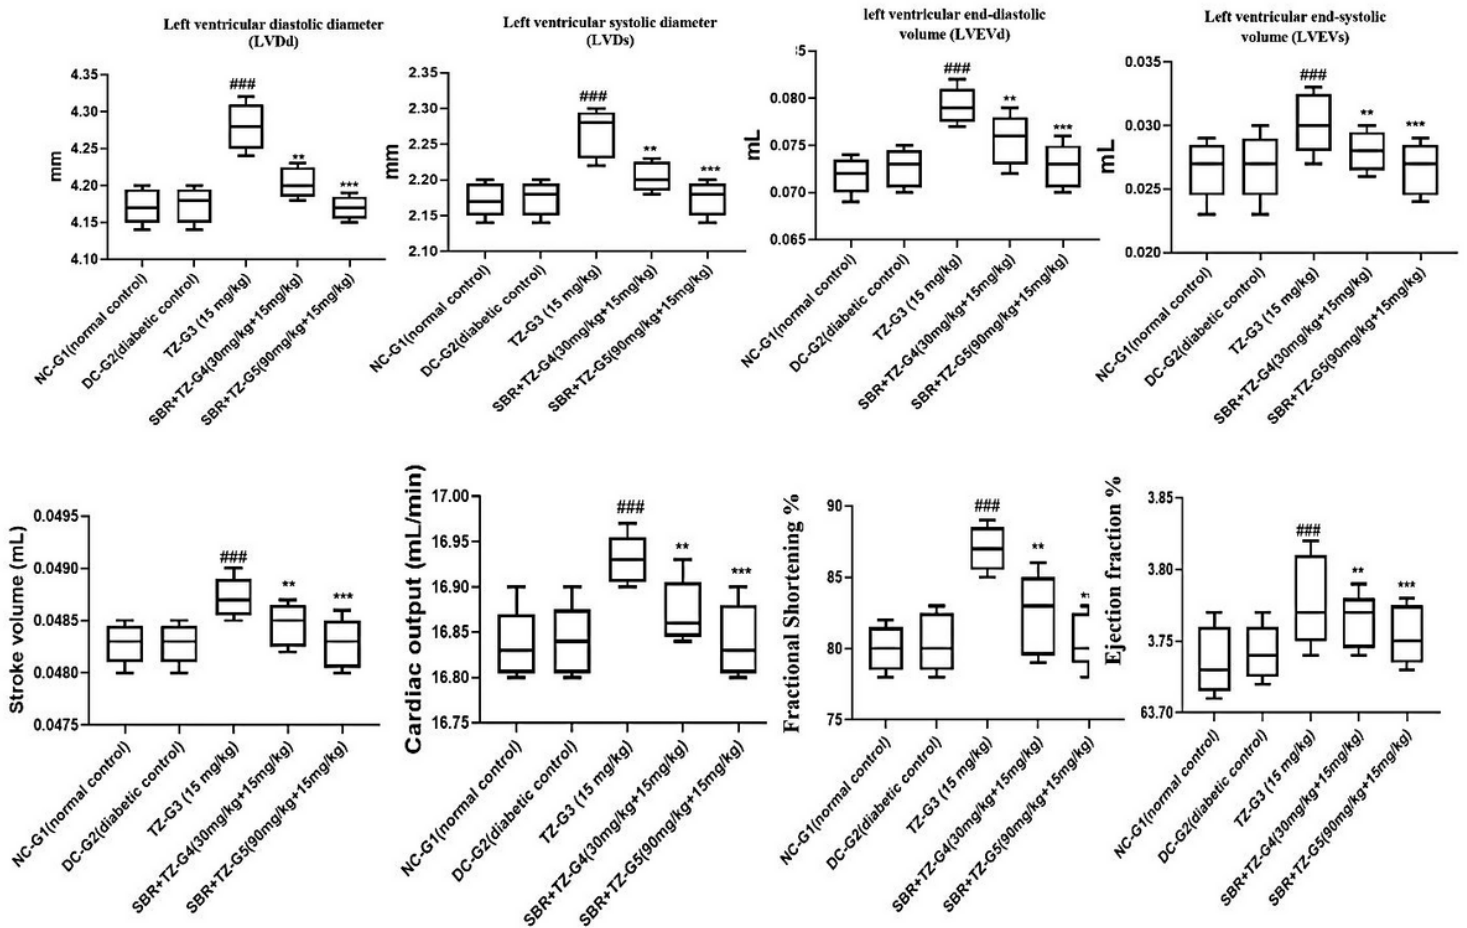 Left ventricular diastolic diameter
(LVDd)
mm
4.35
4.30
4.25
4.20
4.15
4.10
###
**
***
NC-G1(normal control)
DC-G2(diabetic control)
TZ-G3 (15 mg/kg)
SBR+TZ-G4(30mg/kg+15mg/kg)
SBR+TZ-G5(90mg/kg+15mg/kg)
Left ventricular systolic diameter
(LVDs)
mm
2.35
2.30
2.25
2.20
2.15
2.10
###
**
***
NC-G1(normal control)
DC-G2(diabetic control)
TZ-G3 (15 mg/kg)
SBR+TZ-G4(30mg/kg+15mg/kg)
SBR+TZ-G5(90mg/kg+15mg/kg)
left ventricular end-diastolic
volume (LVEVd)
mL
5
0.080
0.075
0.070
0.065
###
**
***
NC-G1(normal control)
DC-G2(diabetic control)
TZ-G3 (15 mg/kg)
SBR+TZ-G4(30mg/kg+15mg/kg)
SBR+TZ-G5(90mg/kg+15mg/kg)
Left ventricular end-systolic
volume (LVEVs)
mL
0.035
0.030
0.025
0.020
###
**
***
NC-G1(normal control)
DC-G2(diabetic control)
TZ-G3 (15 mg/kg)
SBR+TZ-G4(30mg/kg+15mg/kg)
SBR+TZ-G5(90mg/kg+15mg/kg)
Stroke volume (mL)
0.0495
0.0490
0.0485
0.0480
0.0475
###
**
***
NC-G1(normal control)
DC-G2(diabetic control)
TZ-G3 (15 mg/kg)
SBR+TZ-G4(30mg/kg+15mg/kg)
SBR+TZ-G5(90mg/kg+15mg/kg)
Cardiac output (mL/min)
17.00
16.95
16.90
16.85
16.80
16.75
###
**
***
NC-G1(normal control)
DC-G2(diabetic control)
TZ-G3 (15 mg/kg)
SBR+TZ-G4(30mg/kg+15mg/kg)
SBR+TZ-G5(90mg/kg+15mg/kg)
Fractional Shortening %
90
85
80
75
###
**
*
NC-G1(normal control)
DC-G2(diabetic control)
TZ-G3 (15 mg/kg)
SBR+TZ-G4(30mg/kg+15mg/kg)
SBR+TZ-G5(90mg/kg+15mg/kg)
Ejection fraction %
3.85
3.80
3.75
63.70
###
**
***
NC-G1(normal control)
DC-G2(diabetic control)
TZ-G3 (15 mg/kg)
SBR+TZ-G4(30mg/kg+15mg/kg)
SBR+TZ-G5(90mg/kg+15mg/kg)